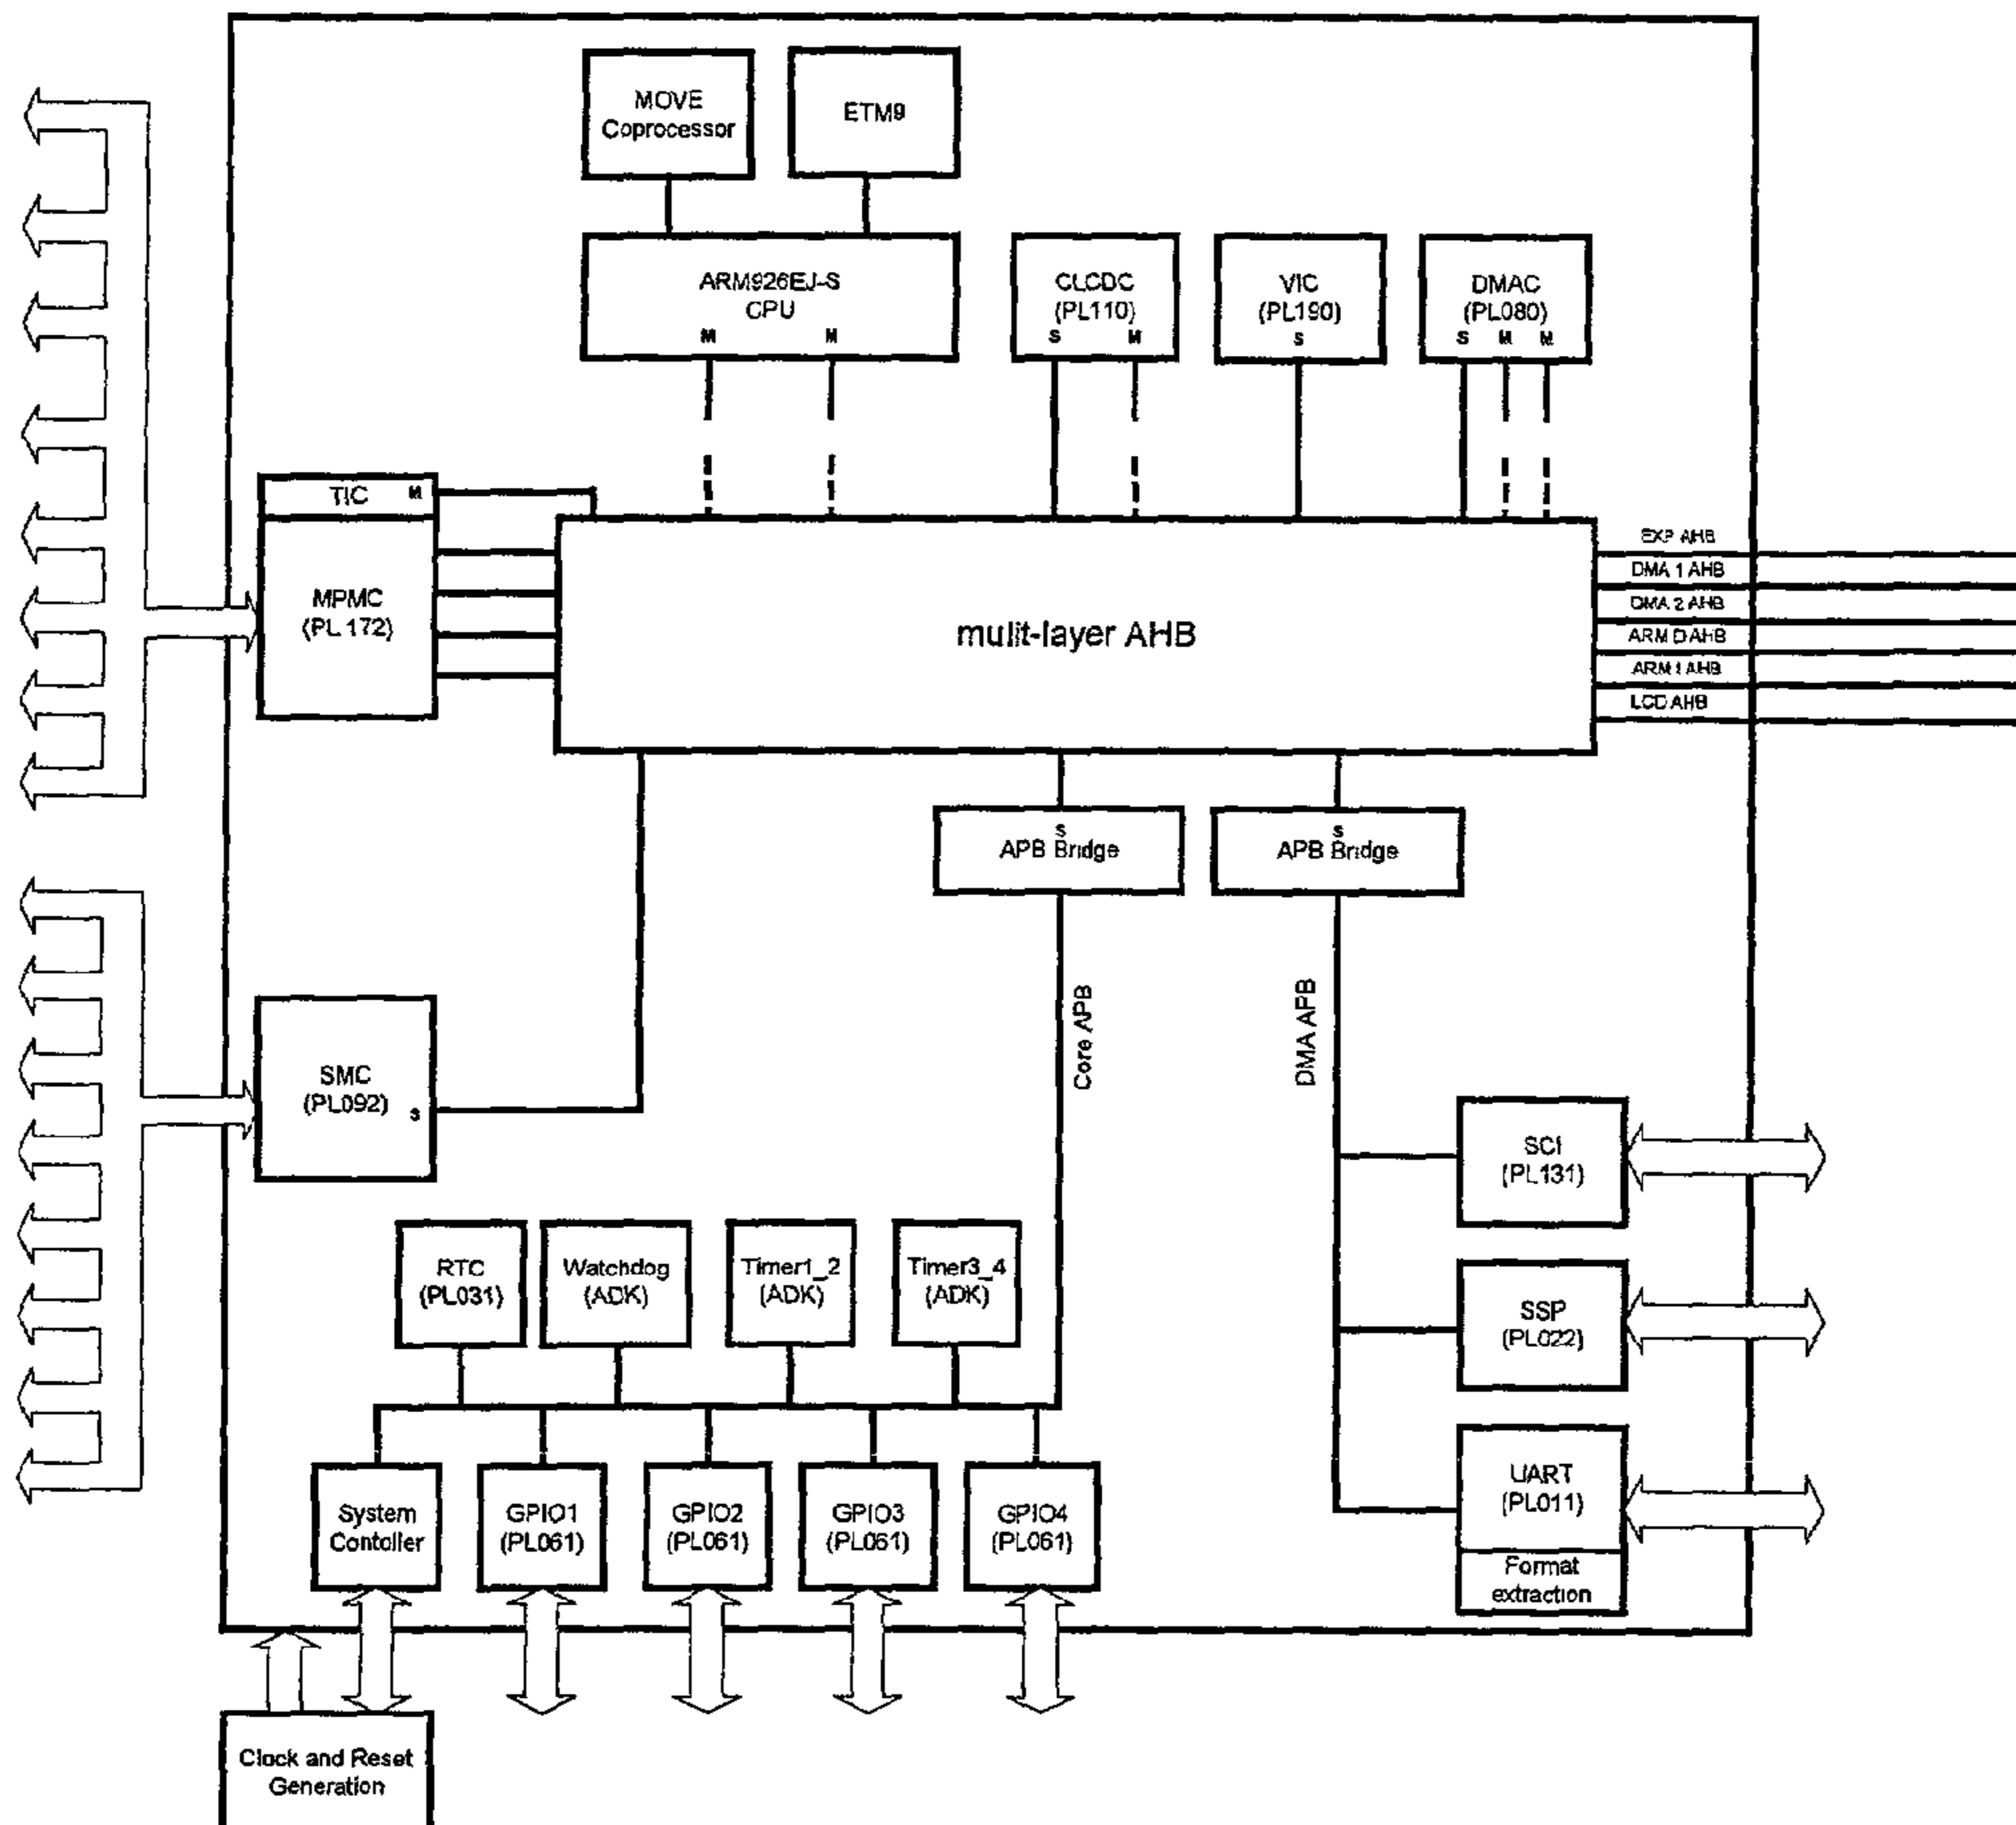 MOVE
Coprocessor
ETM9
ARM926EJ-S
CPU
M M
CLCDC
(PL110)
S M
VIC
(PL190)
S
DMAC
(PL080)
S M M
TIC M
MPMC
(PL172)
mulit-layer AHB
EXP AHB
DMA 1 AHB
DMA 2 AHB
ARM D AHB
ARM I AHB
LCD AHB
S
APB Bridge
S
APB Bridge
Core APB
DMA APB
SMC
(PL092)
S
SCI
(PL131)
SSP
(PL022)
UART
(PL011)
Format
extraction
RTC
(PL031)
Watchdog
(ADK)
Timer1_2
(ADK)
Timer3_4
(ADK)
System
Contoller
GPIO1
(PL061)
GPIO2
(PL061)
GPIO3
(PL061)
GPIO4
(PL061)
Clock and Reset
Generation